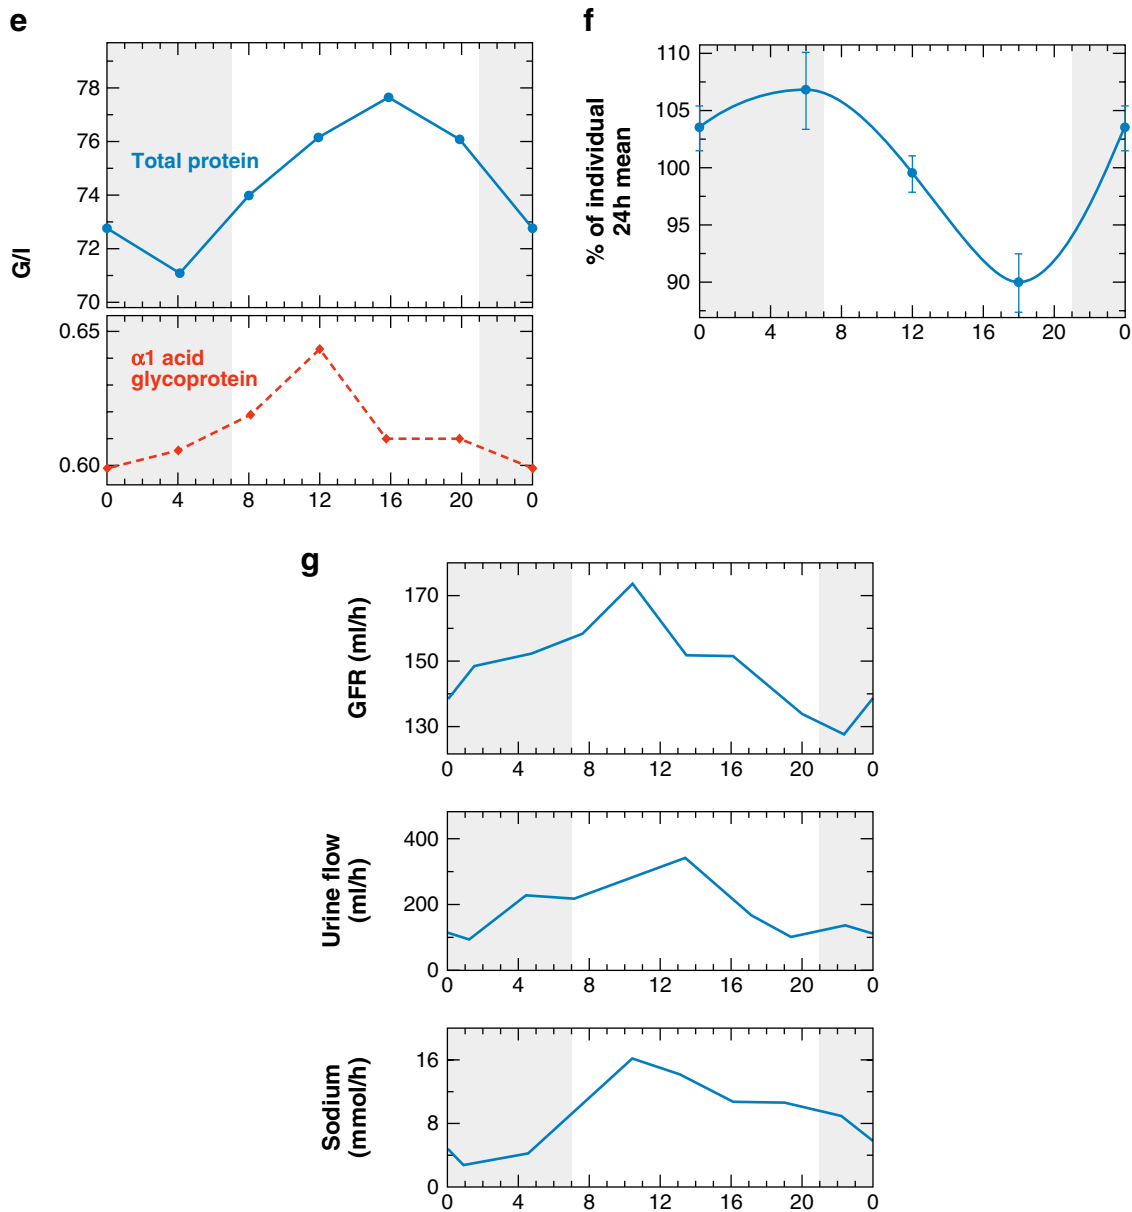 e
78
76
74
72
70
Total protein
G/l
0.65
0.60
α1 acid
glycoprotein
0 4 8 12 16 20 0
f
110
105
100
95
90
% of individual
24h mean
0 4 8 12 16 20 0
g
170
150
130
GFR (ml/h)
0 4 8 12 16 20 0
400
200
0
Urine flow
(ml/h)
0 4 8 12 16 20 0
16
8
0
Sodium
(mmol/h)
0 4 8 12 16 20 0